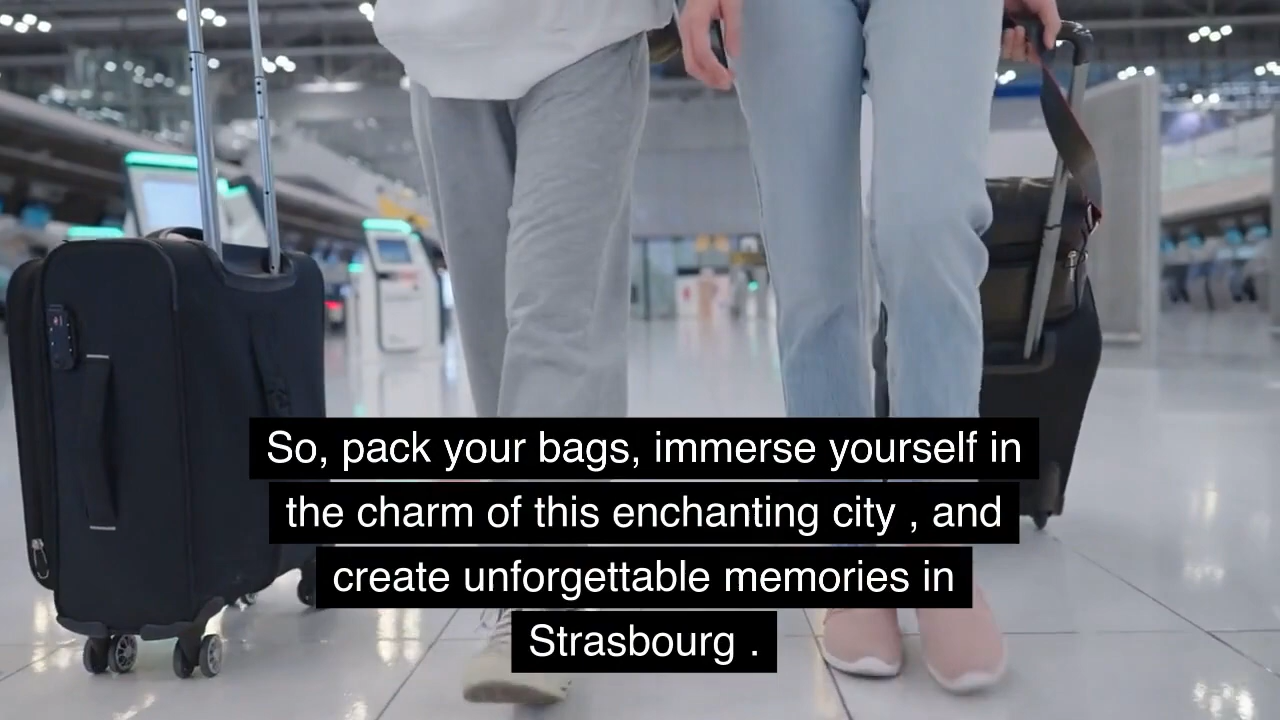 So, pack your bags, immerse yourself in
the charm of this enchanting city , and
create unforgettable memories in
Strasbourg .